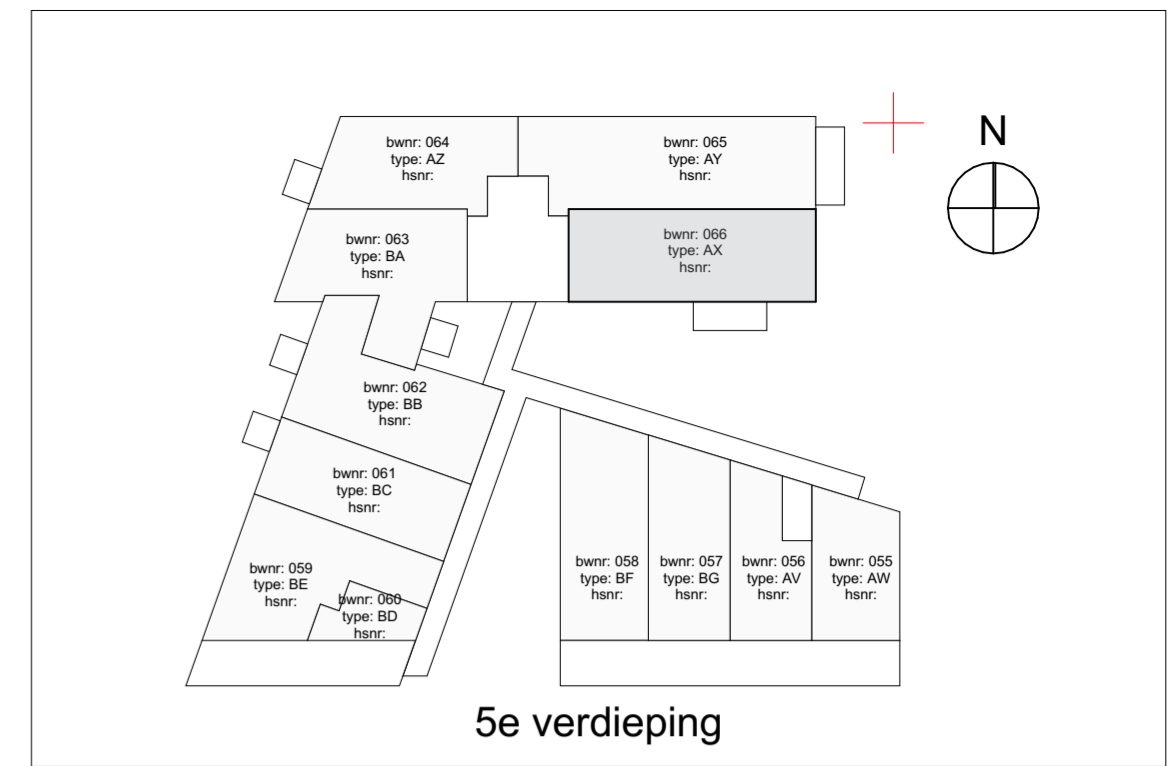 bwnr: 064
type: AZ
hsnr:
bwnr: 065
type: AY
hsnr:
N
bwnr: 063
type: BA
hsnr:
bwnr: 066
type: AX
hsnr:
bwnr: 062
type: BB
hsnr:
bwnr: 061
type: BC
hsnr:
bwnr: 059
type: BE
hsnr:
bwnr: 060
type: BD
hsnr:
bwnr: 058
type: BF
hsnr:
bwnr: 057
type: BG
hsnr:
bwnr: 056
type: AV
hsnr:
bwnr: 055
type: AW
hsnr:
5e verdieping